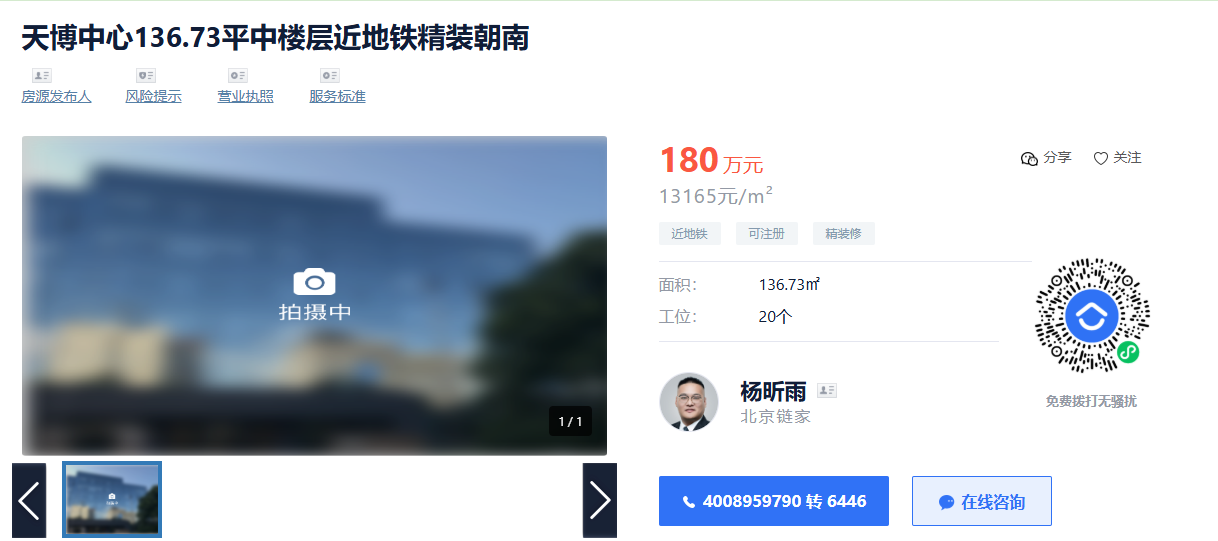 天博中心136.73平中楼层近地铁精装朝南
房源发布人 风险提示 营业执照 服务标准
拍摄中
1 / 1
180 万元
分享 关注
13165元/m²
近地铁 可注册 精装修
面积: 136.73㎡
工位: 20个
免费拨打无骚扰
杨昕雨
北京链家
4008959790 转 6446
在线咨询